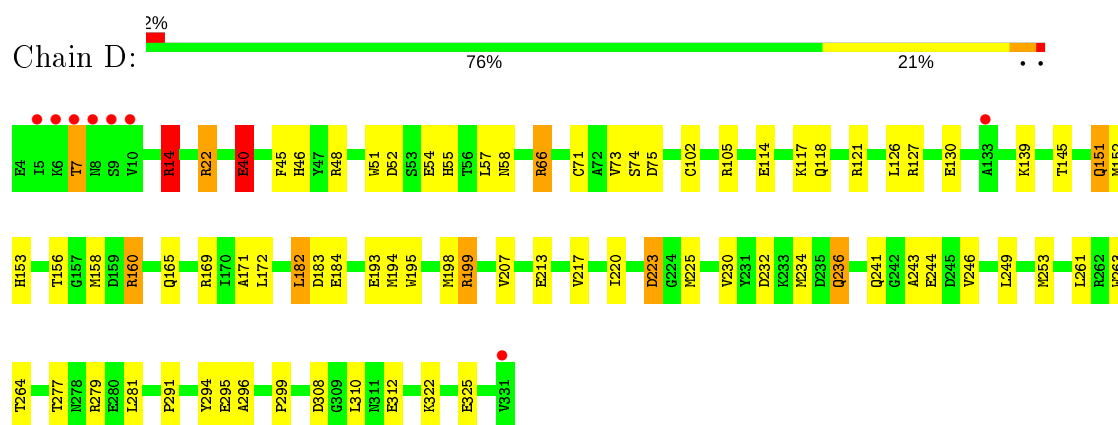 2%
Chain D:
76% 21% • •
E4 I5 K6 T7 N8 S9 V10 R14 R22 E40 F45 H46 Y47 R48 W51 D52 S53 E54 H55 T56 L57 N58 R66 C71 A72 V73 S74 D75 C102 R105 E114 K117 Q118 R121 L126 R127 E130 A133 K139 T145 Q151 M152
H153 T156 G157 M158 D159 R160 Q165 R169 I170 A171 L172 L182 D183 E184 E193 M194 W195 M198 R199 V207 E213 V217 I220 D223 G224 M225 V230 Y231 D232 K233 M234 D235 Q236 Q241 G242 A243 E244 D245 V246 L249 M253 L261 R262 W263
T264 T277 N278 R279 E280 L281 P291 Y294 E295 A296 P299 D308 G309 L310 N311 E312 K322 E325 V331